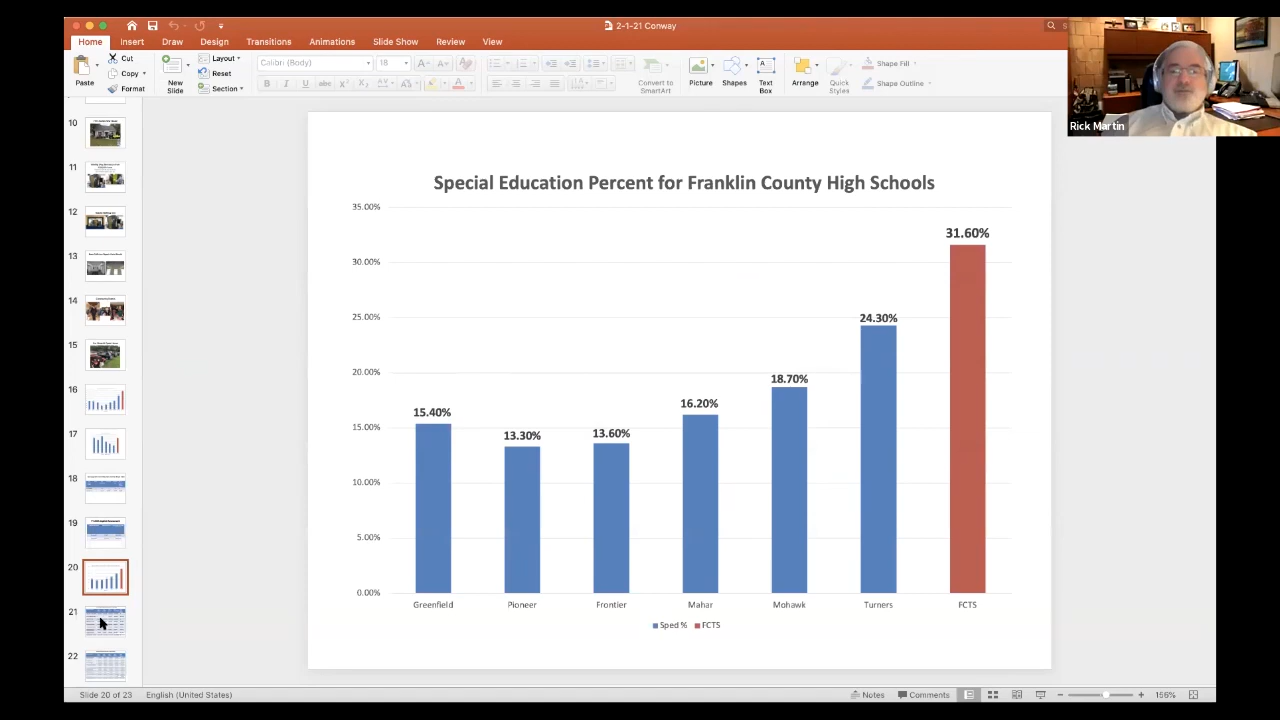 2-1-21 Conway
Home Insert Draw Design Transitions Animations Slide Show Review View
Paste
Cut
Copy
Format
New
Slide
Layout
Reset
Section
Calibri (Body) 18
Convert to
SmartArt
Picture
Shapes
Text
Box
Arrange
Quick
Styles
Shape Fill
Shape Outline
Rick Martin
10
11
12
13
14
15
16
17
18
19
20
21
22
Special Education Percent for Franklin County High Schools
35.00%
30.00%
25.00%
20.00%
15.00%
10.00%
5.00%
0.00%
15.40%
13.30%
13.60%
16.20%
18.70%
24.30%
31.60%
Greenfield Pioneer Frontier Mahar Mohawk Turners FCTS
Sped % FCTS
Slide 20 of 23 English (United States) Notes Comments 156%